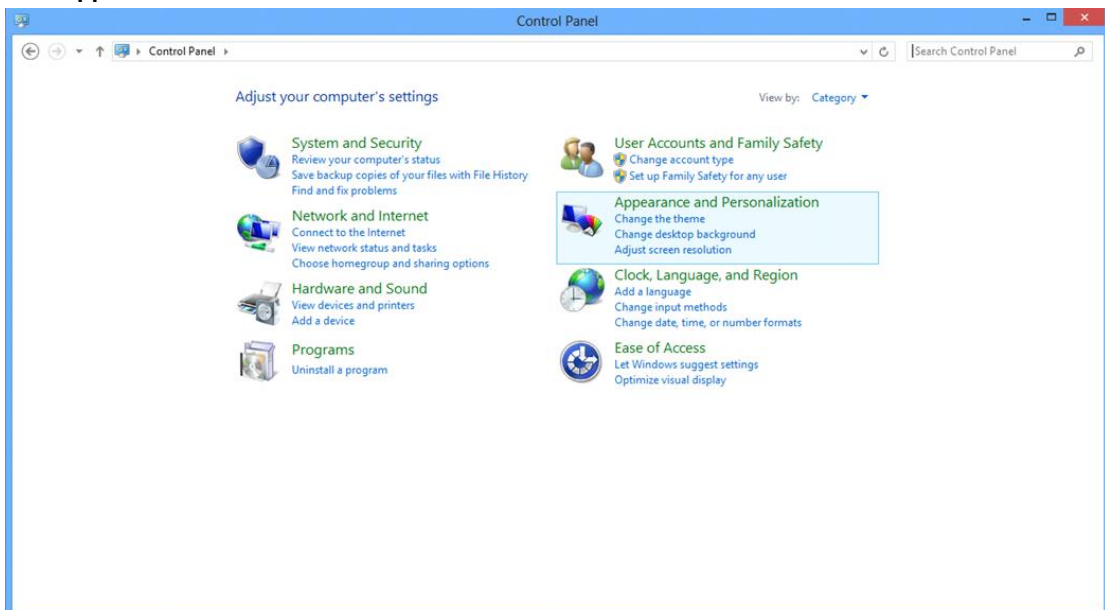 Control Panel
Control Panel
Search Control Panel
Adjust your computer's settings
View by: Category
System and Security
Review your computer's status
Save backup copies of your files with File History
Find and fix problems
Network and Internet
Connect to the Internet
View network status and tasks
Choose homegroup and sharing options
Hardware and Sound
View devices and printers
Add a device
Programs
Uninstall a program
User Accounts and Family Safety
Change account type
Set up Family Safety for any user
Appearance and Personalization
Change the theme
Change desktop background
Adjust screen resolution
Clock, Language, and Region
Add a language
Change input methods
Change date, time, or number formats
Ease of Access
Let Windows suggest settings
Optimize visual display